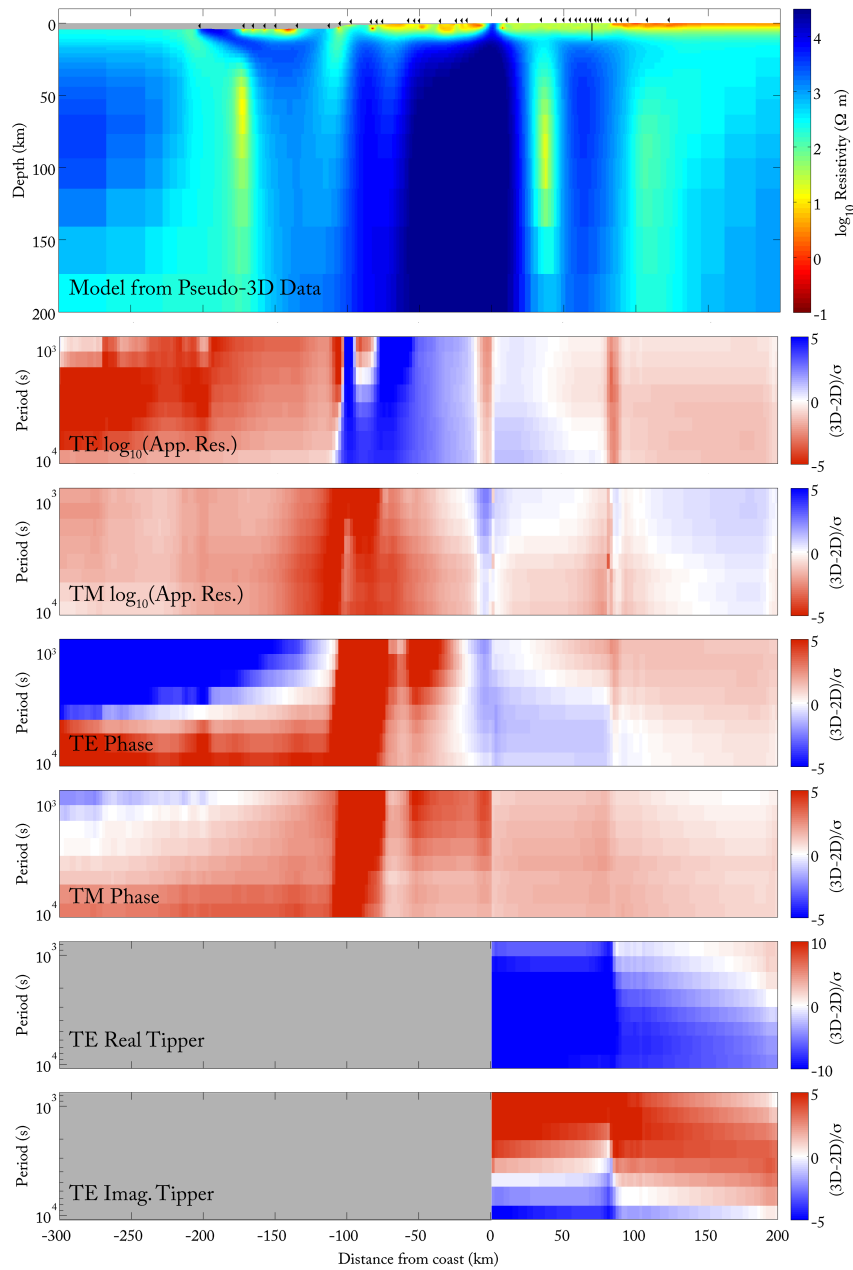 0
50
100
150
200
Depth (km)
Model from Pseudo-3D Data
4
3
2
1
0
-1
log10 Resistivity (Ω m)
10³
10⁴
Period (s)
TE log10(App. Res.)
5
0
-5
(3D-2D)/σ
10³
10⁴
Period (s)
TM log10(App. Res.)
5
0
-5
(3D-2D)/σ
10³
10⁴
Period (s)
TE Phase
5
0
-5
(3D-2D)/σ
10³
10⁴
Period (s)
TM Phase
5
0
-5
(3D-2D)/σ
10³
10⁴
Period (s)
TE Real Tipper
10
0
-10
(3D-2D)/σ
10³
10⁴
Period (s)
TE Imag. Tipper
5
0
-5
(3D-2D)/σ
-300 -250 -200 -150 -100 -50 0 50 100 150 200
Distance from coast (km)